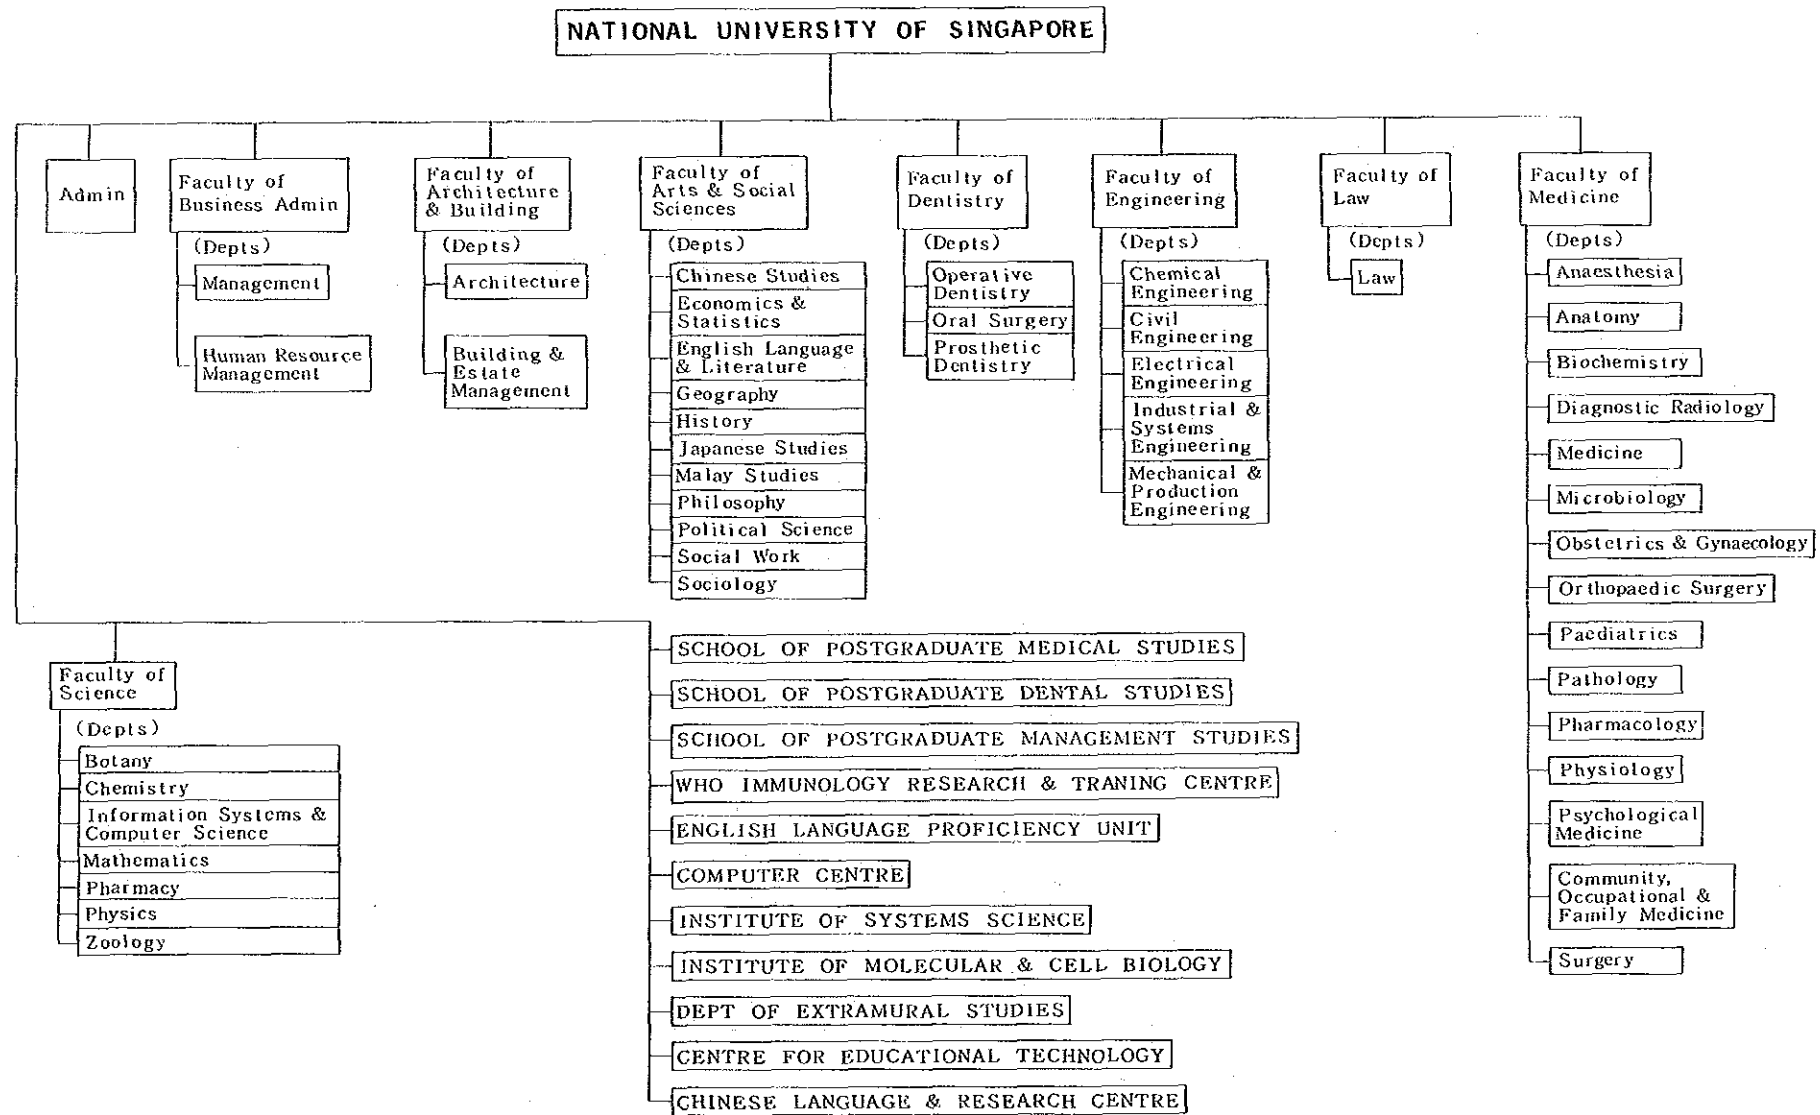 NATIONAL UNIVERSITY OF SINGAPORE
Admin
Faculty of
Business Admin
(Depts)
Management
Human Resource
Management
Faculty of
Architecture
& Building
(Depts)
Architecture
Building &
Estate
Management
Faculty of
Arts & Social
Sciences
(Depts)
Chinese Studies
Economics &
Statistics
English Language
& Literature
Geography
History
Japanese Studies
Malay Studies
Philosophy
Political Science
Social Work
Sociology
Faculty of
Dentistry
(Depts)
Operative
Dentistry
Oral Surgery
Prosthetic
Dentistry
Faculty of
Engineering
(Depts)
Chemical
Engineering
Civil
Engineering
Electrical
Engineering
Industrial &
Systems
Engineering
Mechanical &
Production
Engineering
Faculty of
Law
(Depts)
Law
Faculty of
Medicine
(Depts)
Anaesthesia
Anatomy
Biochemistry
Diagnostic Radiology
Medicine
Microbiology
Obstetrics & Gynaecology
Orthopaedic Surgery
Paediatrics
Pathology
Pharmacology
Physiology
Psychological
Medicine
Community,
Occupational &
Family Medicine
Surgery
Faculty of
Science
(Depts)
Botany
Chemistry
Information Systems &
Computer Science
Mathematics
Pharmacy
Physics
Zoology
SCHOOL OF POSTGRADUATE MEDICAL STUDIES
SCHOOL OF POSTGRADUATE DENTAL STUDIES
SCHOOL OF POSTGRADUATE MANAGEMENT STUDIES
WHO IMMUNOLOGY RESEARCH & TRANING CENTRE
ENGLISH LANGUAGE PROFICIENCY UNIT
COMPUTER CENTRE
INSTITUTE OF SYSTEMS SCIENCE
INSTITUTE OF MOLECULAR & CELL BIOLOGY
DEPT OF EXTRAMURAL STUDIES
CENTRE FOR EDUCATIONAL TECHNOLOGY
CHINESE LANGUAGE & RESEARCH CENTRE